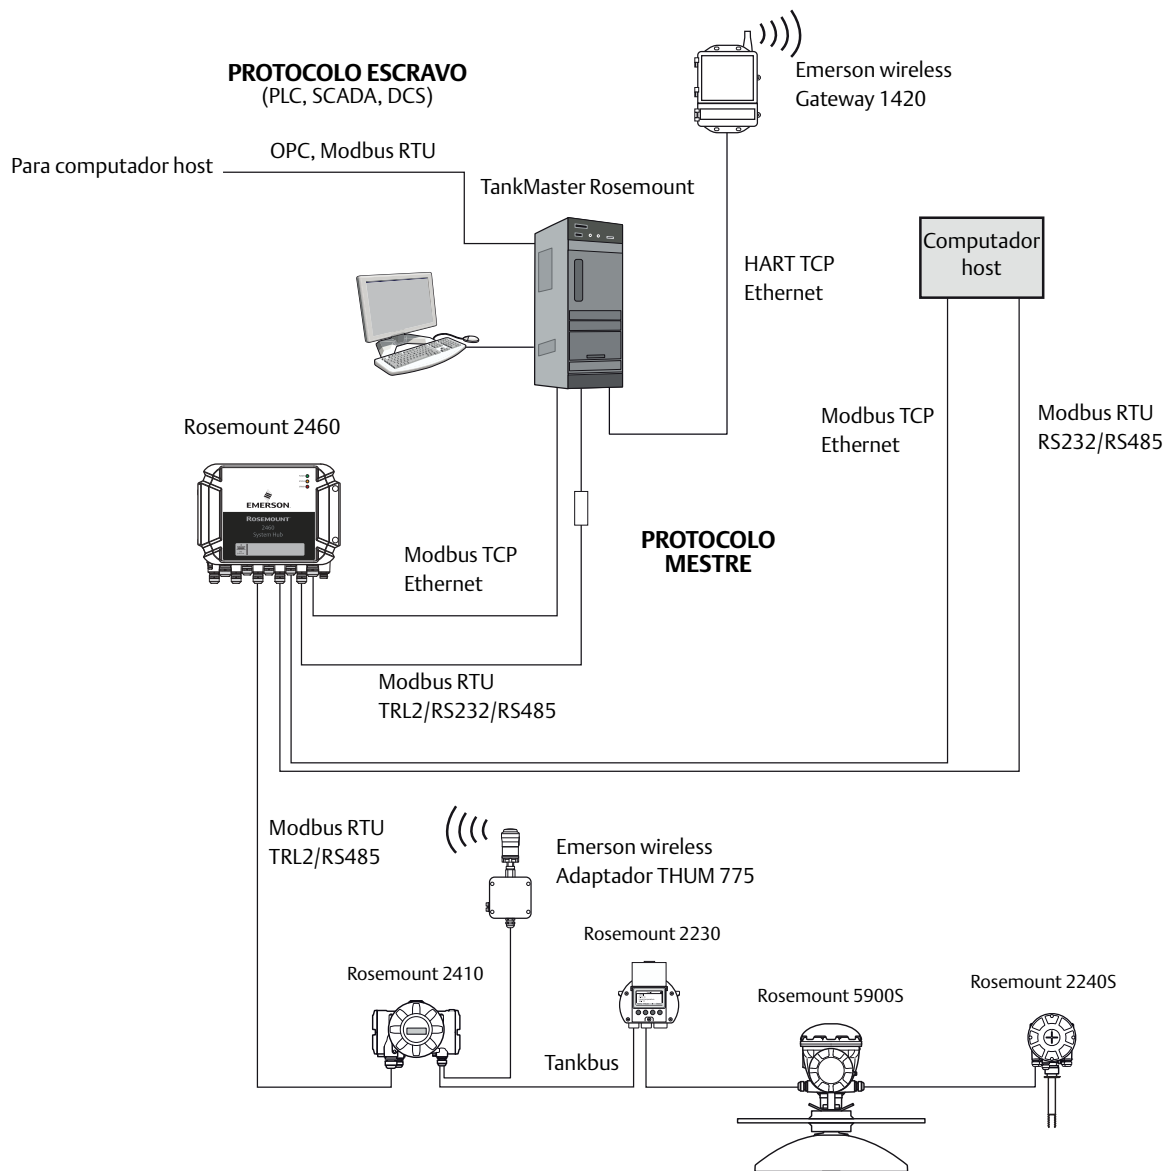 PROTOCOLO ESCRAVO
(PLC, SCADA, DCS)
Emerson wireless
Gateway 1420
Para computador host
OPC, Modbus RTU
TankMaster Rosemount
HART TCP
Ethernet
Computador
host
Modbus TCP
Ethernet
Modbus RTU
RS232/RS485
Rosemount 2460
EMERSON
ROSEMOUNT
2460
System Hub
Modbus TCP
Ethernet
PROTOCOLO
MESTRE
Modbus RTU
TRL2/RS232/RS485
Modbus RTU
TRL2/RS485
Emerson wireless
Adaptador THUM 775
Rosemount 2230
Rosemount 2410
Rosemount 5900S
Rosemount 2240S
Tankbus